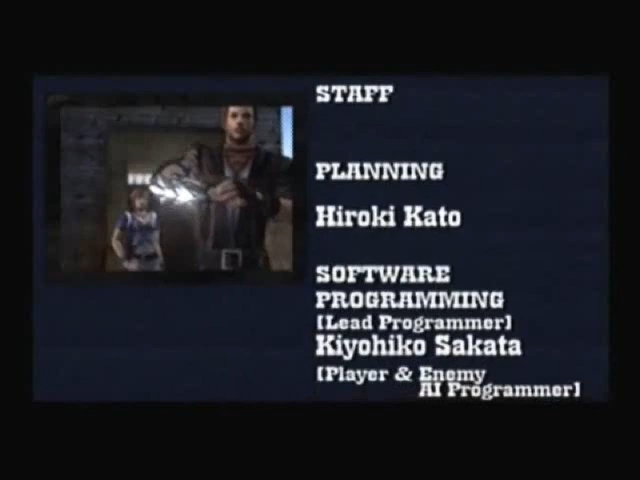 STAFF
PLANNING
Hiroki Kato
SOFTWARE
PROGRAMMING
[Lead Programmer]
Kiyohiko Sakata
[Player & Enemy
AI Programmer]